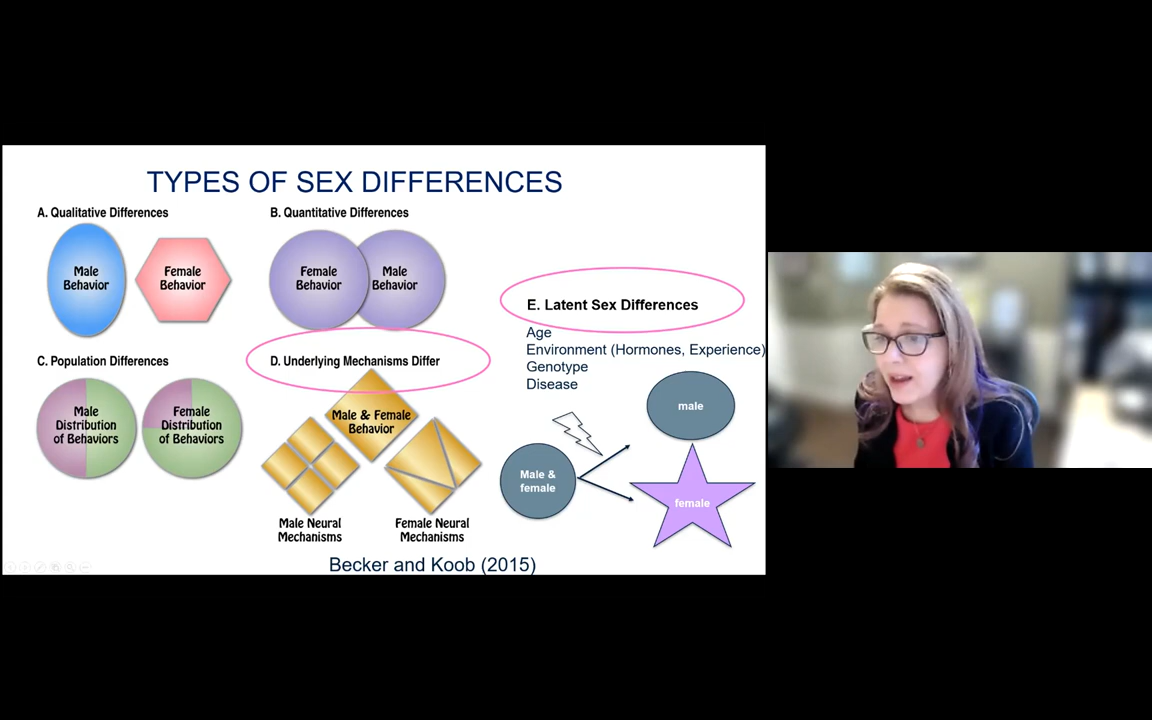 TYPES OF SEX DIFFERENCES
A. Qualitative Differences
Male
Behavior
Female
Behavior
B. Quantitative Differences
Female
Behavior
Male
Behavior
C. Population Differences
Male
Distribution
of Behaviors
Female
Distribution
of Behaviors
D. Underlying Mechanisms Differ
Male & Female
Behavior
Male Neural
Mechanisms
Female Neural
Mechanisms
E. Latent Sex Differences
Age
Environment (Hormones, Experience)
Genotype
Disease
Male &
female
male
female
Becker and Koob (2015)